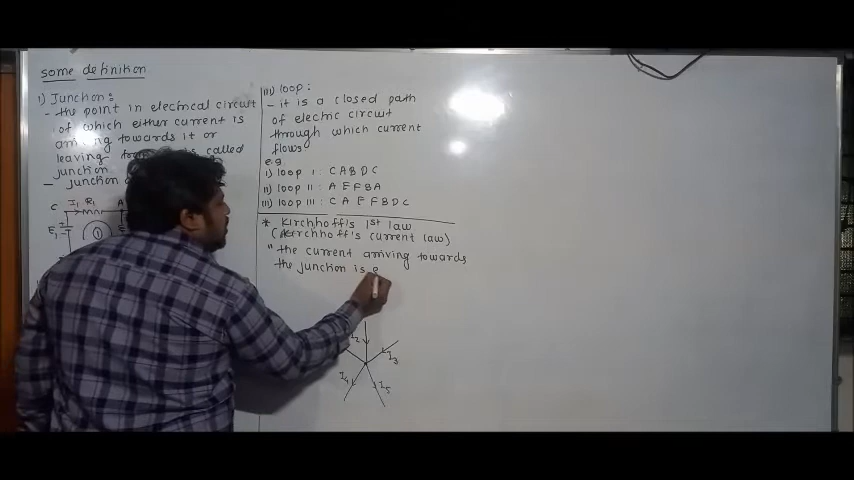 some definition
i) Junction:
- the point in electrical circuit
of which either current is
arriving towards it or
leaving called
junction
- junction
C I1 R1 A
E1 1
iii) loop:
- it is a closed path
of electric circuit
through which current
flows
e.g
i) loop I : C A B D C
ii) loop II : A E F B A
iii) loop III : C A E F B D C
* Kirchhoff's 1st law
(Kirchhoff's current law)
" the current arriving towards
the junction is e
I2
I3
I4 I5